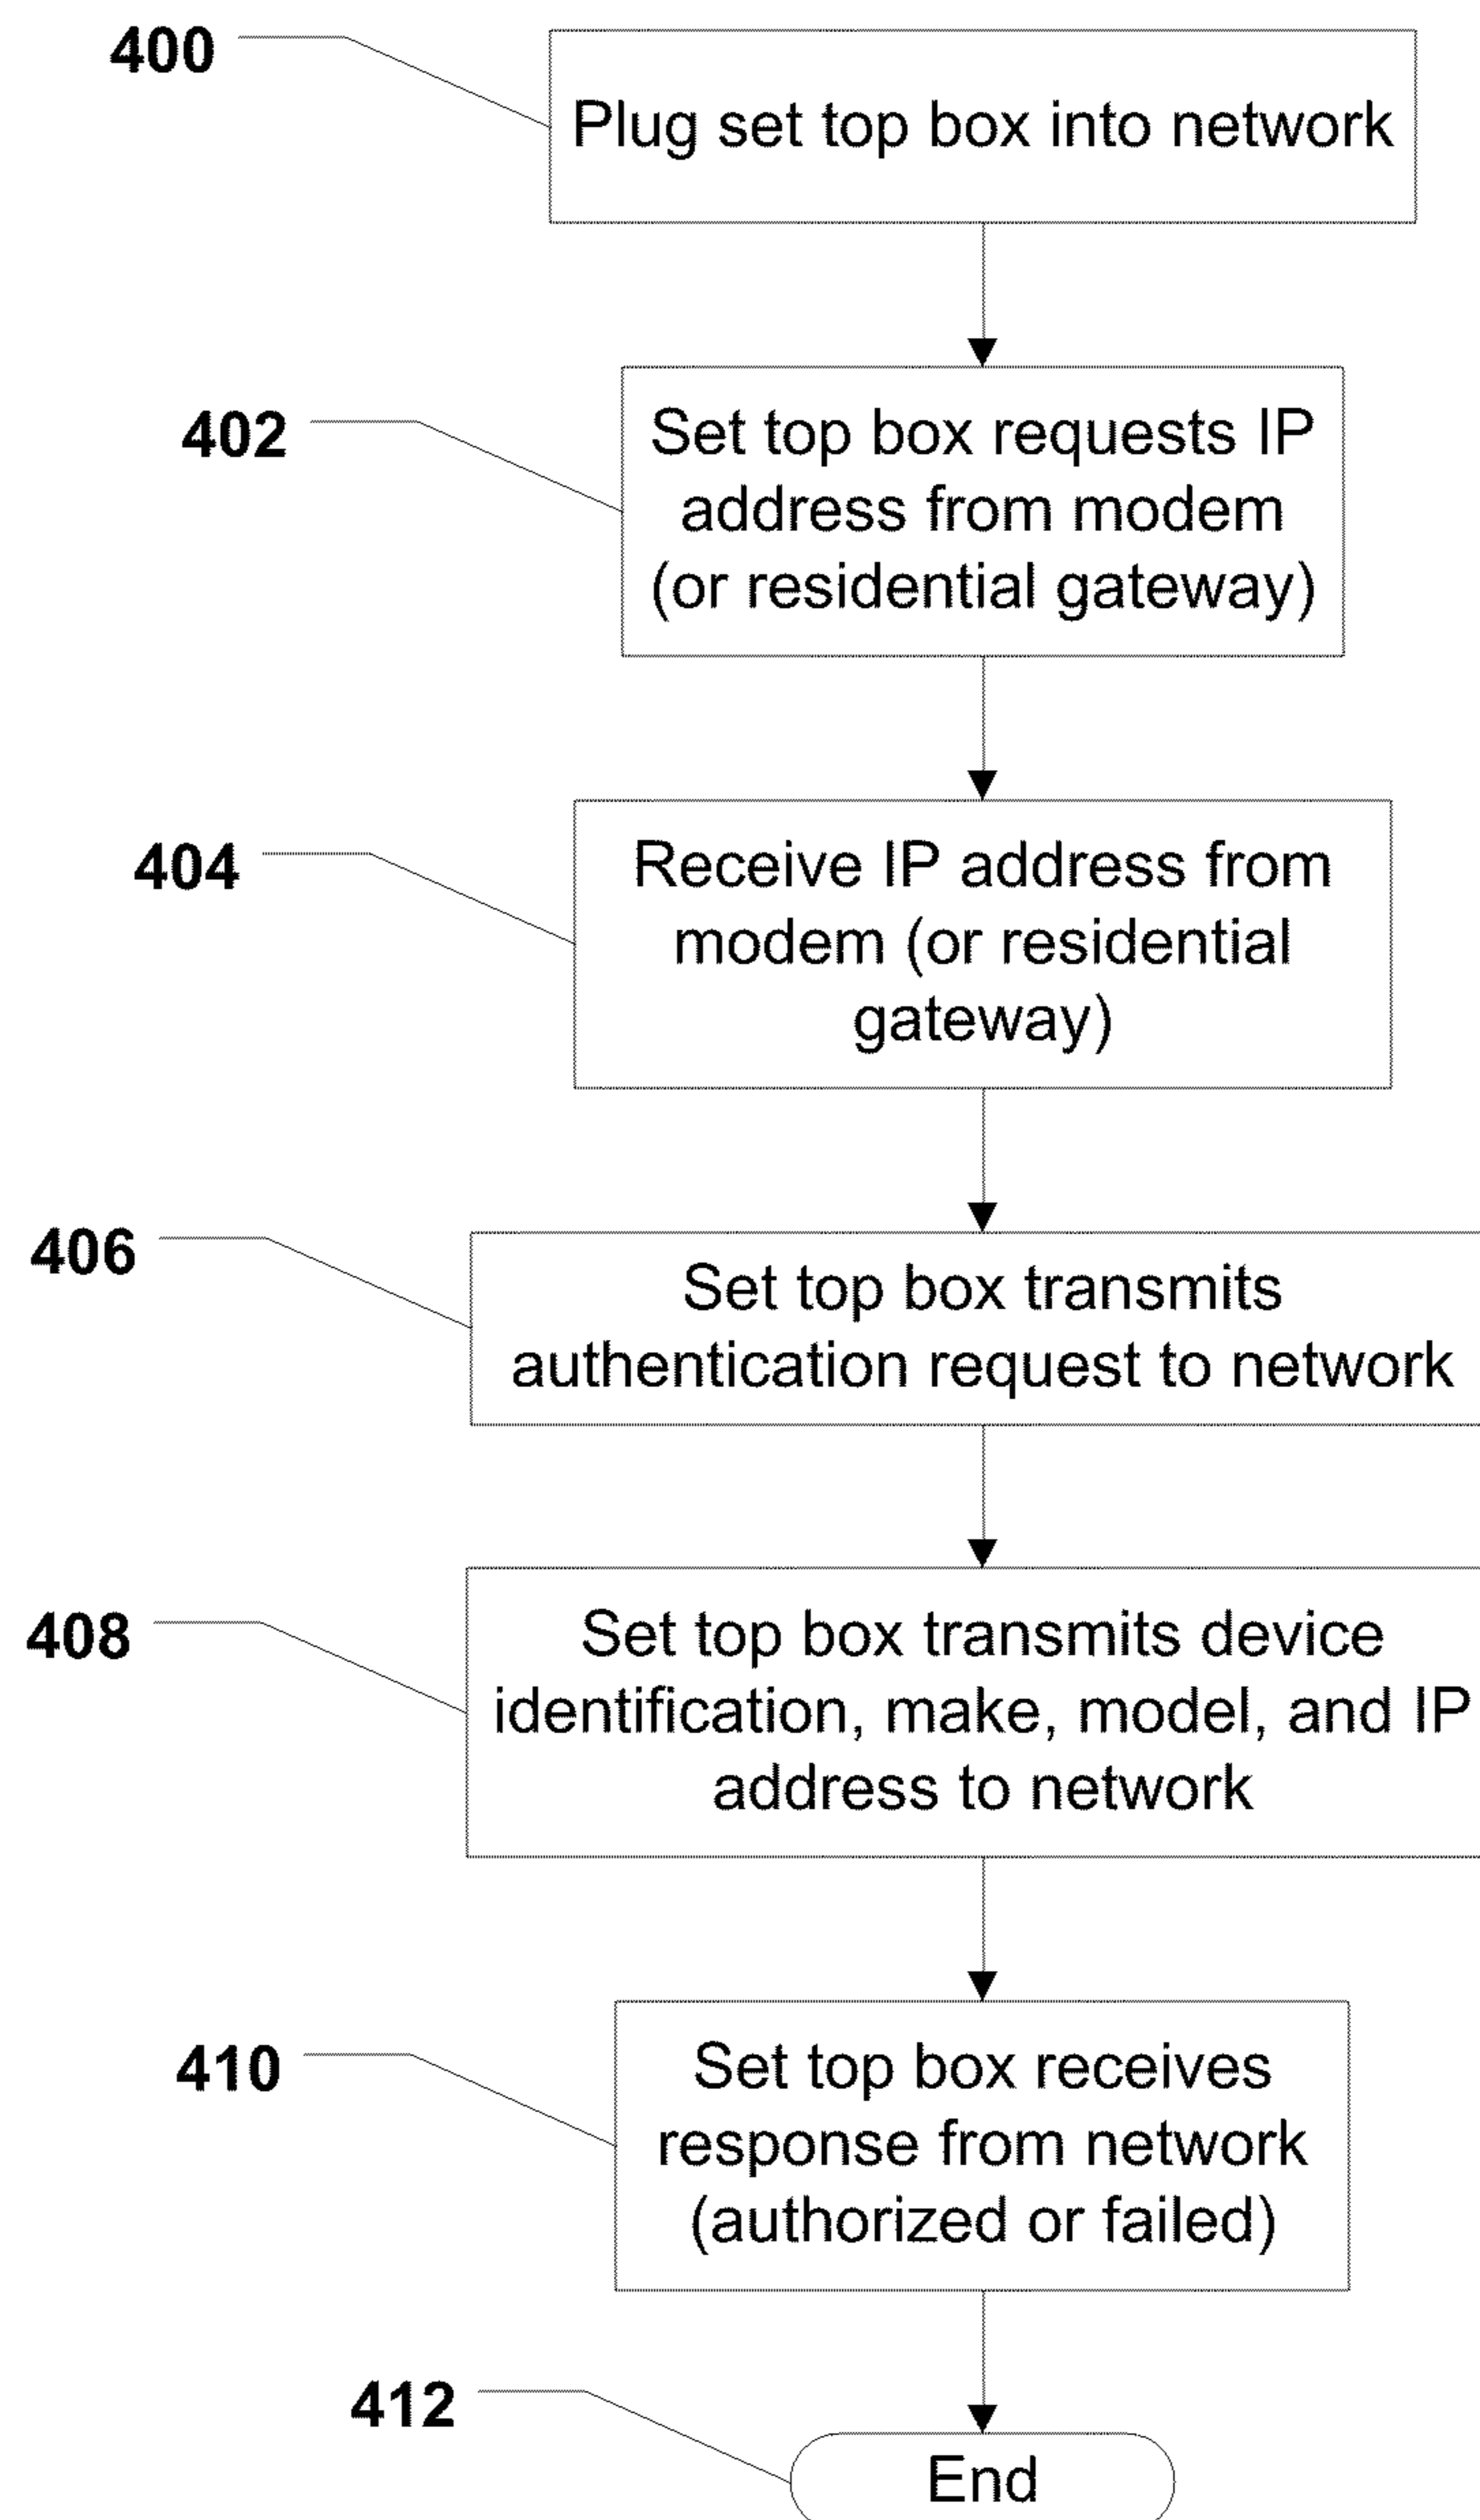 400
Plug set top box into network
402
Set top box requests IP
address from modem
(or residential gateway)
404
Receive IP address from
modem (or residential
gateway)
406
Set top box transmits
authentication request to network
408
Set top box transmits device
identification, make, model, and IP
address to network
410
Set top box receives
response from network
(authorized or failed)
412
End